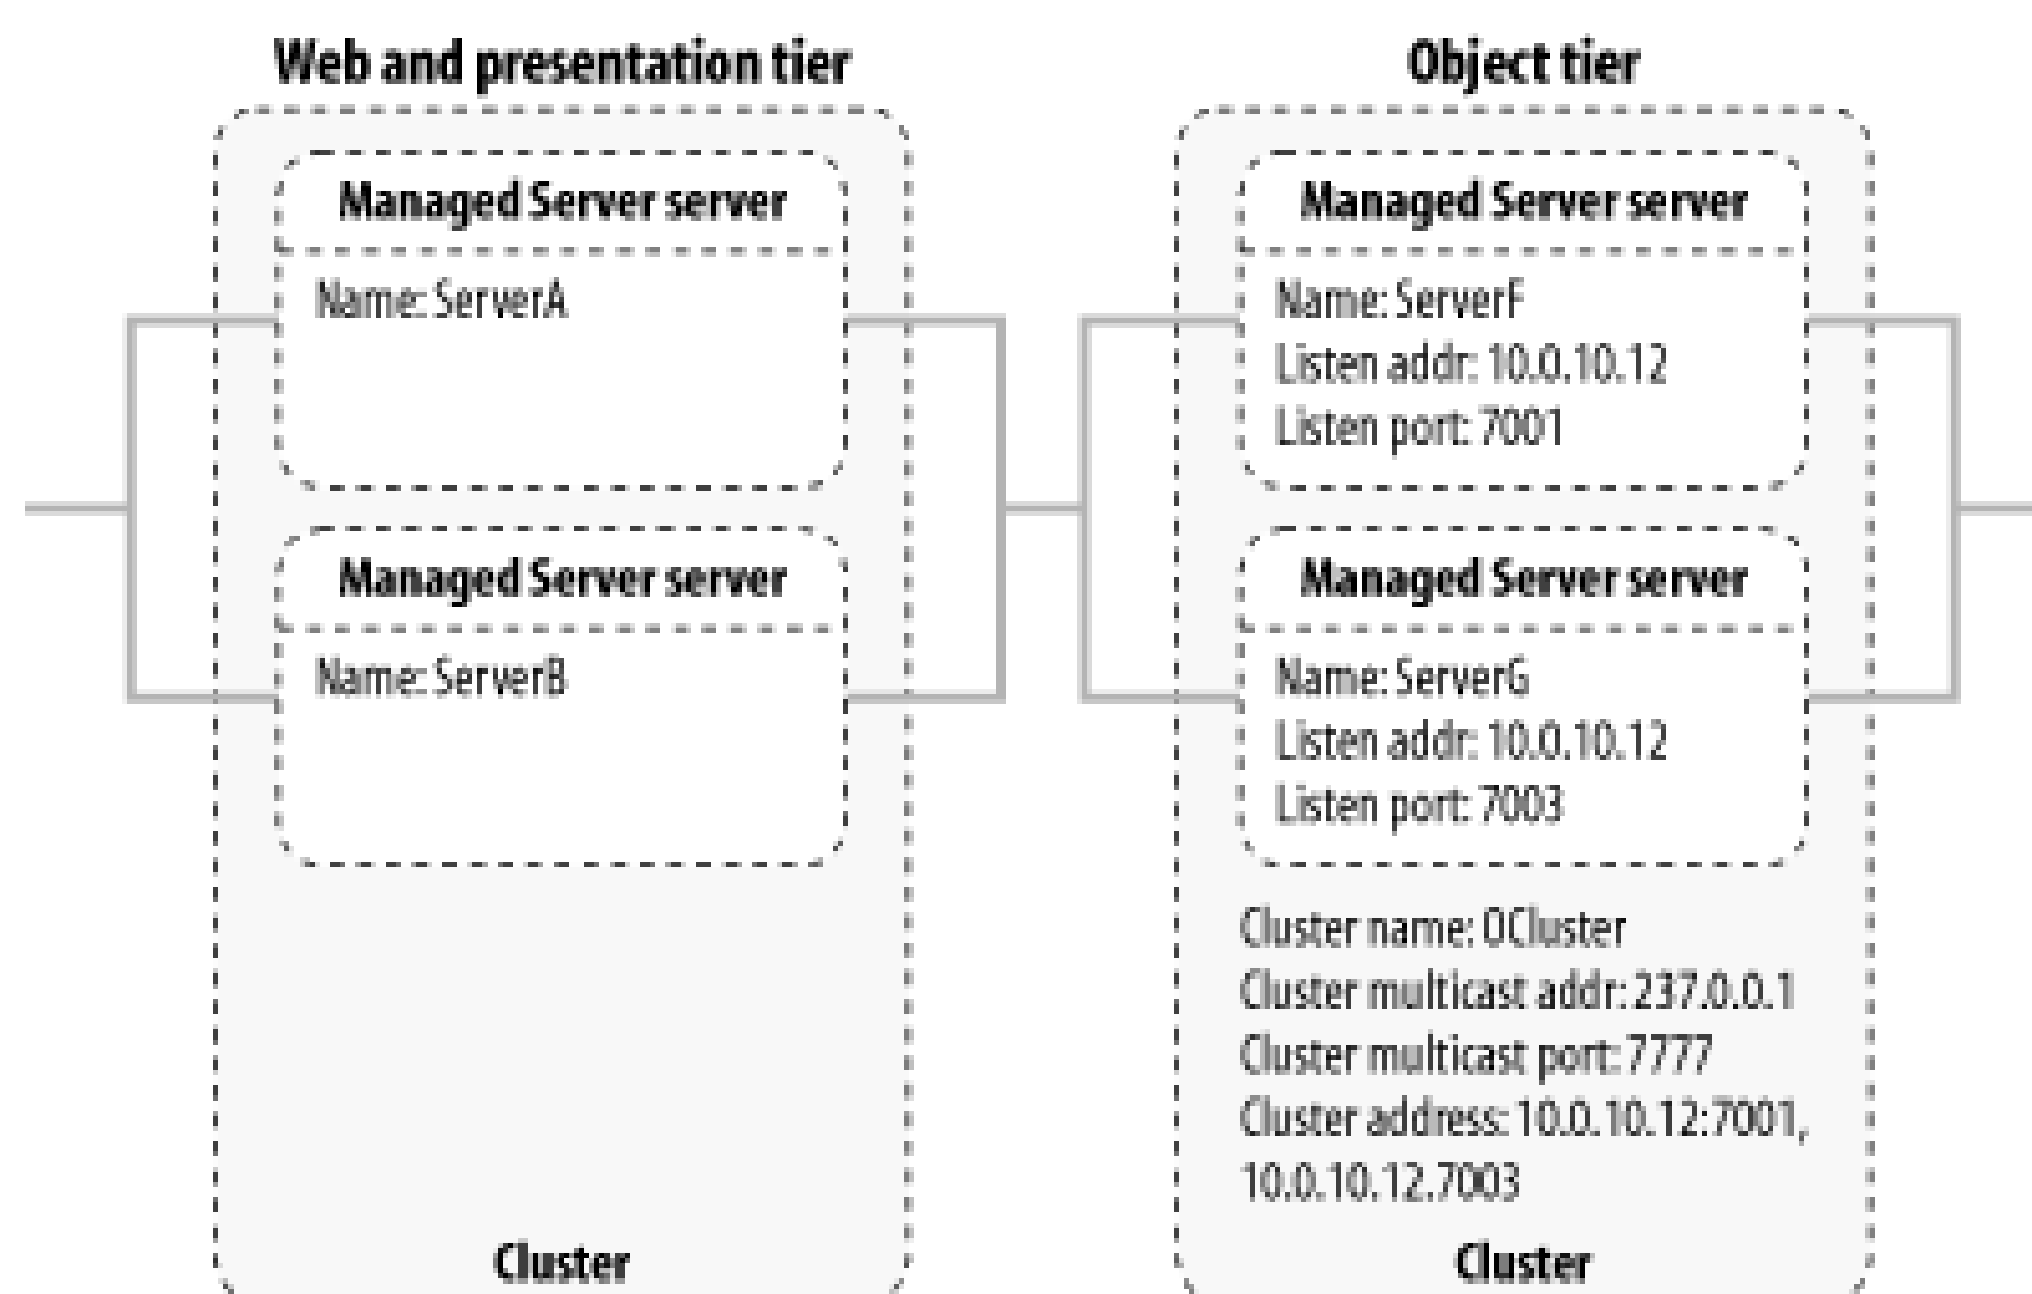 Web and presentation tier
Managed Server server
Name: ServerA
Managed Server server
Name: ServerB
Cluster
Object tier
Managed Server server
Name: ServerF
Listen addr: 10.0.10.12
Listen port: 7001
Managed Server server
Name: ServerG
Listen addr: 10.0.10.12
Listen port: 7003
Cluster name: OCluster
Cluster multicast addr: 237.0.0.1
Cluster multicast port: 7777
Cluster address: 10.0.10.12:7001,
10.0.10.12.7003
Cluster